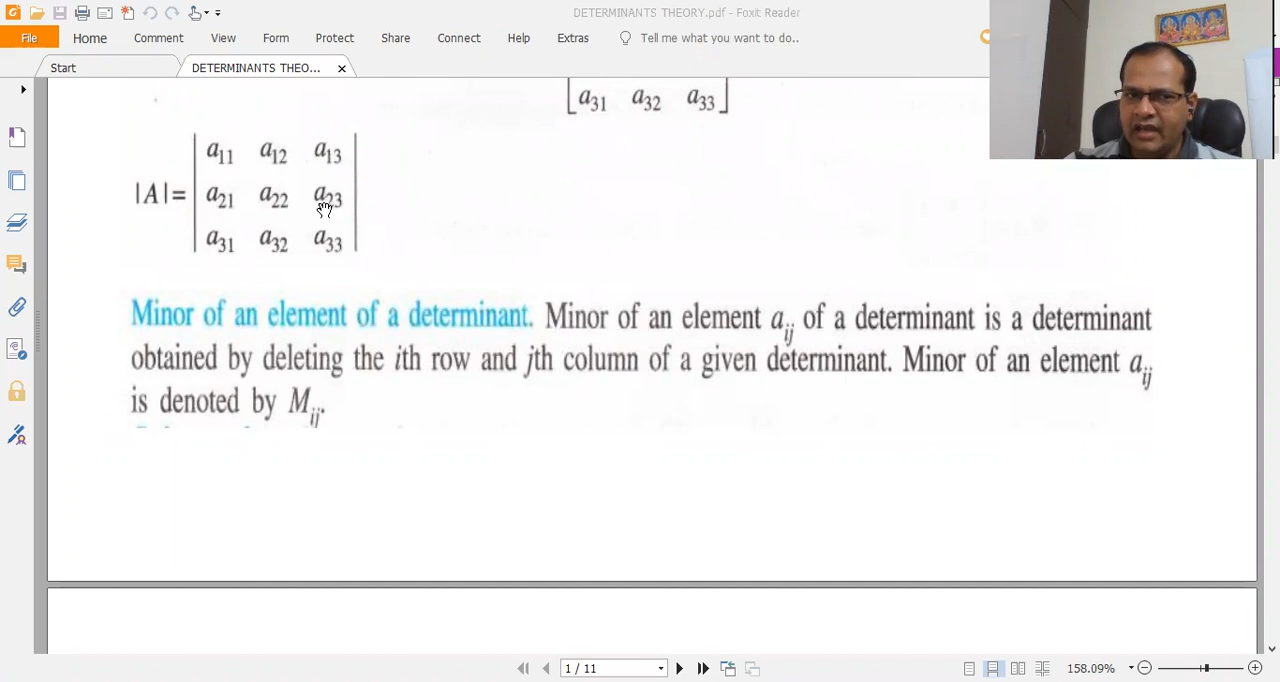 DETERMINANTS THEORY.pdf - Foxit Reader
File Home Comment View Form Protect Share Connect Help Extras Tell me what you want to do..
Start DETERMINANTS THEO... ×
a31 a32 a33
|A|= a11 a12 a13
a21 a22 a23
a31 a32 a33
Minor of an element of a determinant. Minor of an element aij of a determinant is a determinant
obtained by deleting the ith row and jth column of a given determinant. Minor of an element aij
is denoted by Mij.
1 / 11 158.09%